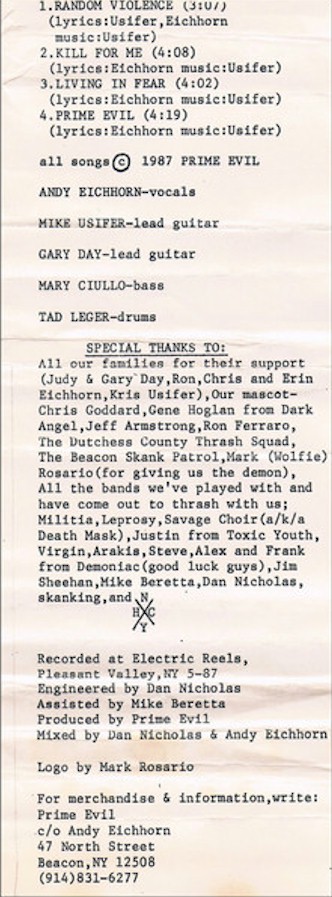 1.RANDOM VIOLENCE (3:07)
(lyrics:Usifer,Eichhorn
music:Usifer)
2.KILL FOR ME (4:08)
(lyrics:Eichhorn music:Usifer)
3.LIVING IN FEAR (4:02)
(lyrics:Eichhorn music:Usifer)
4.PRIME EVIL (4:19)
(lyrics:Eichhorn music:Usifer)
all songs © 1987 PRIME EVIL
ANDY EICHHORN-vocals
MIKE USIFER-lead guitar
GARY DAY-lead guitar
MARY CIULLO-bass
TAD LEGER-drums
SPECIAL THANKS TO:
All our families for their support
(Judy & Gary Day,Ron,Chris and Erin
Eichhorn,Kris Usifer),Our mascot-
Chris Goddard,Gene Hoglan from Dark
Angel,Jeff Armstrong,Ron Ferraro,
The Dutchess County Thrash Squad,
The Beacon Skank Patrol,Mark (Wolfie)
Rosario(for giving us the demon),
All the bands we've played with and
have come out to thrash with us;
Militia,Leprosy,Savage Choir(a/k/a
Death Mask),Justin from Toxic Youth,
Virgin,Arakis,Steve,Alex and Frank
from Demoniac(good luck guys),Jim
Sheehan,Mike Beretta,Dan Nicholas,
skanking,and N
H C
Y
Recorded at Electric Reels,
Pleasant Valley,NY 5-87
Engineered by Dan Nicholas
Assisted by Mike Beretta
Produced by Prime Evil
Mixed by Dan Nicholas & Andy Eichhorn
Logo by Mark Rosario
For merchandise & information,write:
Prime Evil
c/o Andy Eichhorn
47 North Street
Beacon,NY 12508
(914)831-6277